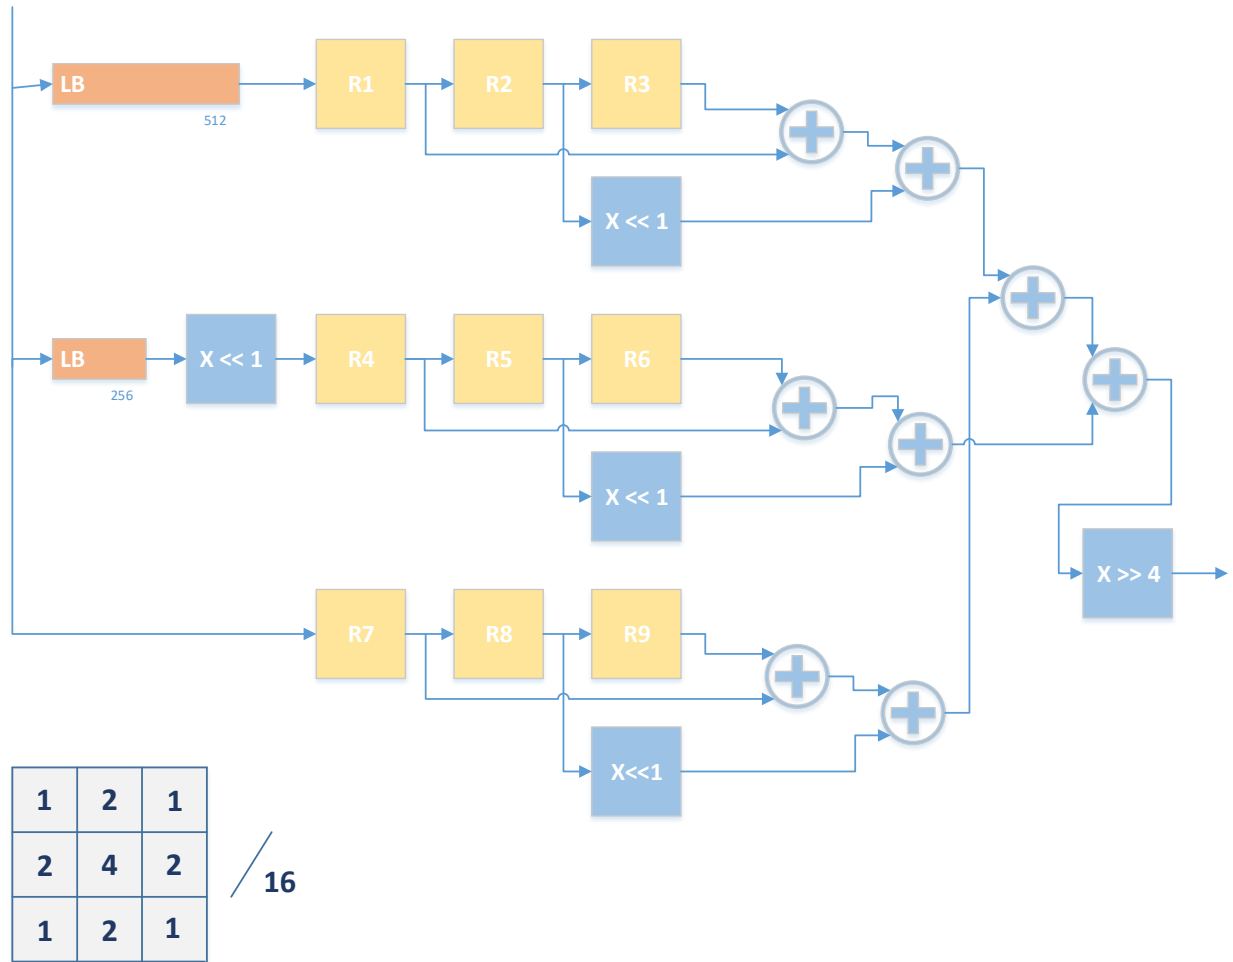 LB
512
R1
R2
R3
X << 1
LB
256
X << 1
R4
R5
R6
X << 1
X >> 4
R7
R8
R9
X<<1
1 2 1
2 4 2
1 2 1
/ 16